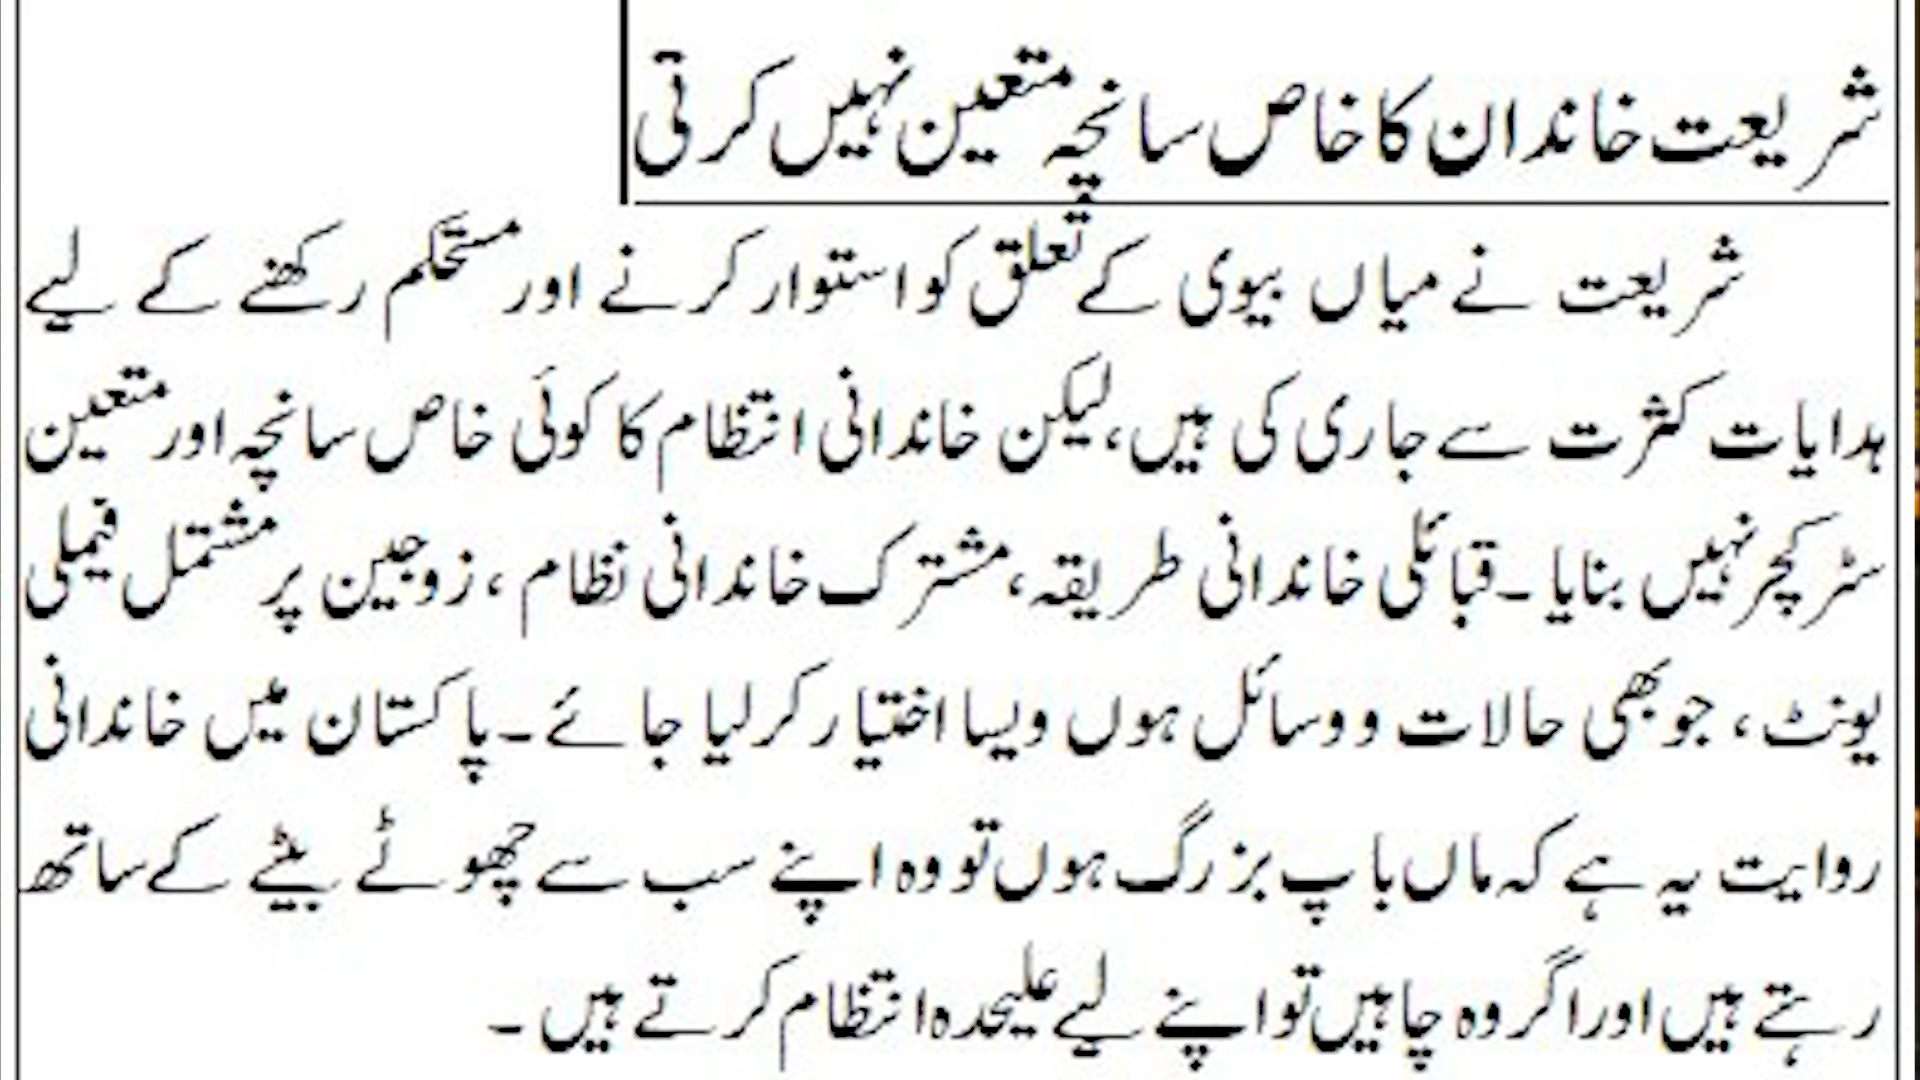 شریعت خاندان کا خاص سانچہ متعین نہیں کرتی
شریعت نے میاں بیوی کے تعلق کو استوار کرنے اور مستحکم رکھنے کے لیے
ہدایات کثرت سے جاری کی ہیں، لیکن خاندانی انتظام کا کوئی خاص سانچہ اور متعین
سٹرکچر نہیں بنایا۔ قبائلی خاندانی طریقہ، مشترک خاندانی نظام، زوجین پر مشتمل فیملی
یونٹ، جو بھی حالات و وسائل ہوں ویسا اختیار کر لیا جائے۔ پاکستان میں خاندانی
روایت یہ ہے کہ ماں باپ بزرگ ہوں تو وہ اپنے سب سے چھوٹے بیٹے کے ساتھ
رہتے ہیں اور اگر وہ چاہیں تو اپنے لیے علیحدہ انتظام کرتے ہیں۔